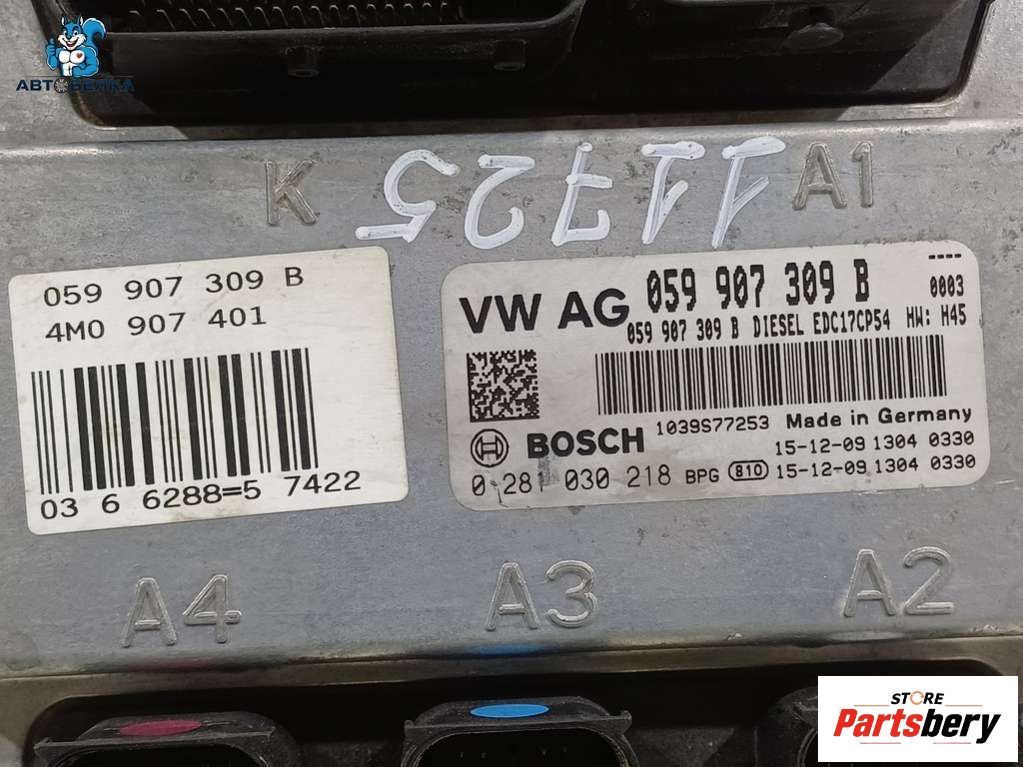 АВТОБЕЛКА
K
11725
A1
059 907 309 B
4M0 907 401
03 6 6288=5 7422
VW AG 059 907 309 B
----
0003
059 907 309 B DIESEL EDC17CP54 HW: H45
BOSCH
1039S77253 Made in Germany
15-12-09 1304 0330
0 281 030 218 BPG B10 15-12-09 1304 0330
A4
A3
A2
STORE
Partsbery